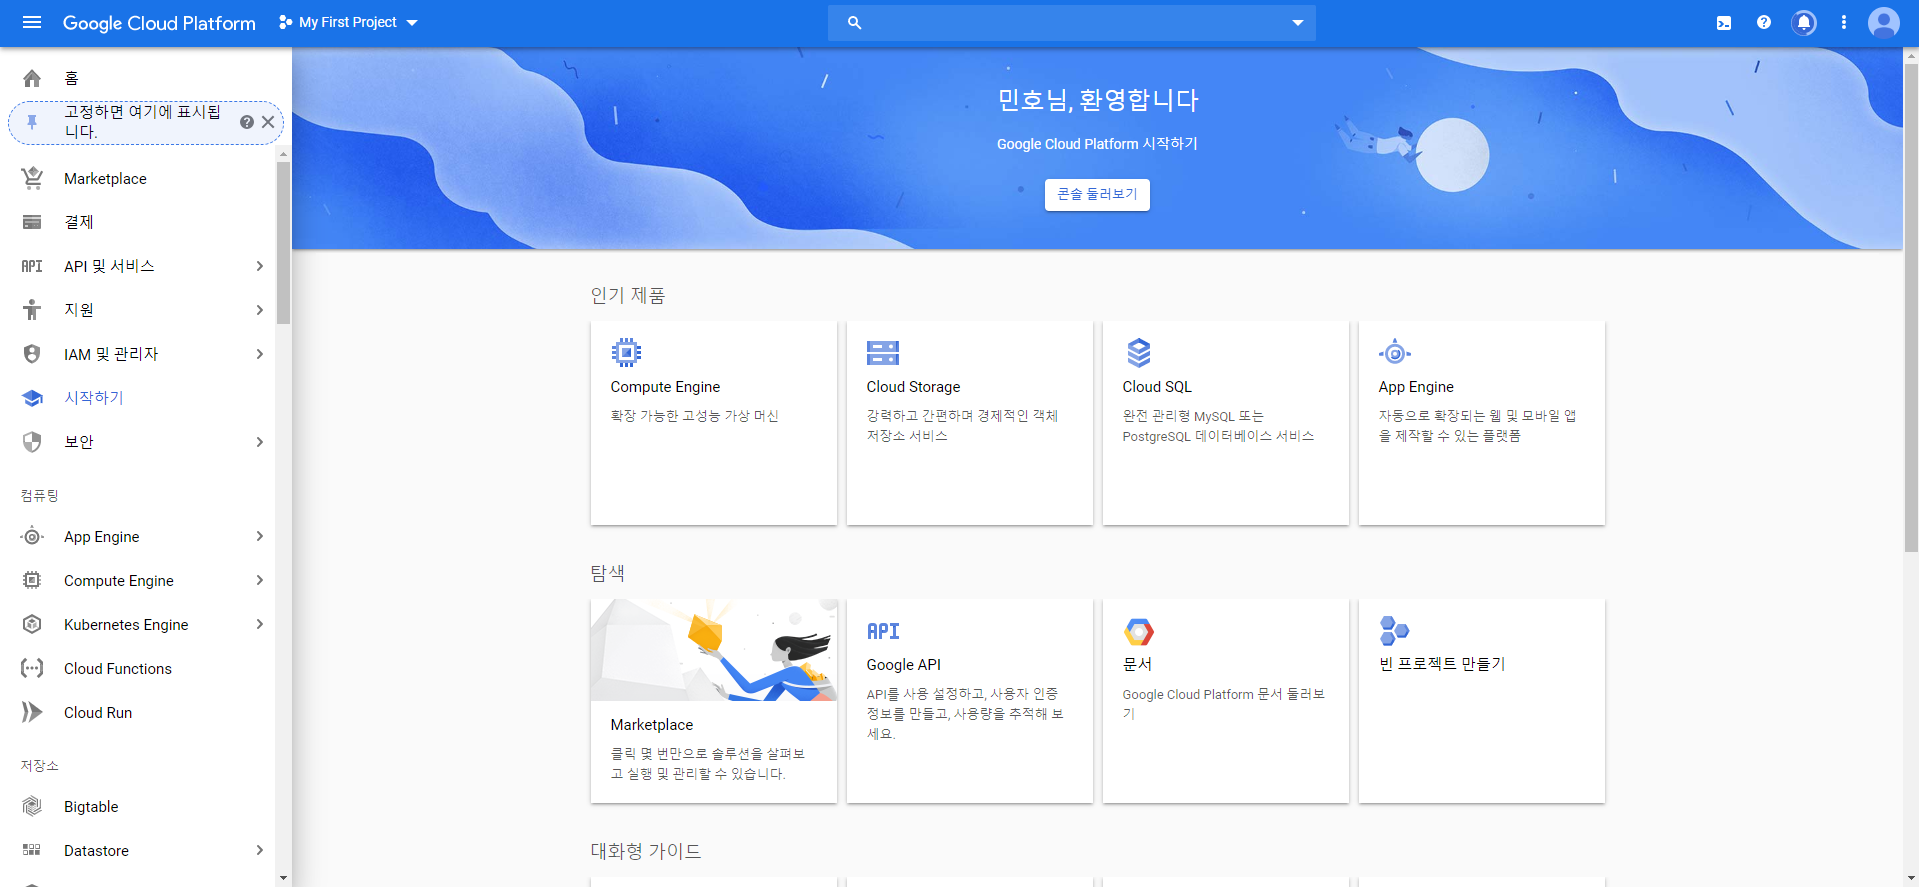 Google Cloud Platform
My First Project
홈
고정하면 여기에 표시됩
니다.
Marketplace
결제
API 및 서비스
지원
IAM 및 관리자
시작하기
보안
컴퓨팅
App Engine
Compute Engine
Kubernetes Engine
Cloud Functions
Cloud Run
저장소
Bigtable
Datastore
민호님, 환영합니다
Google Cloud Platform 시작하기
콘솔 둘러보기
인기 제품
Compute Engine
확장 가능한 고성능 가상 머신
Cloud Storage
강력하고 간편하며 경제적인 객체
저장소 서비스
Cloud SQL
완전 관리형 MySQL 또는
PostgreSQL 데이터베이스 서비스
App Engine
자동으로 확장되는 웹 및 모바일 앱
을 제작할 수 있는 플랫폼
탐색
Marketplace
클릭 몇 번만으로 솔루션을 살펴보
고 실행 및 관리할 수 있습니다.
API
Google API
API를 사용 설정하고, 사용자 인증
정보를 만들고, 사용량을 추적해 보
세요.
문서
Google Cloud Platform 문서 둘러보
기
빈 프로젝트 만들기
대화형 가이드